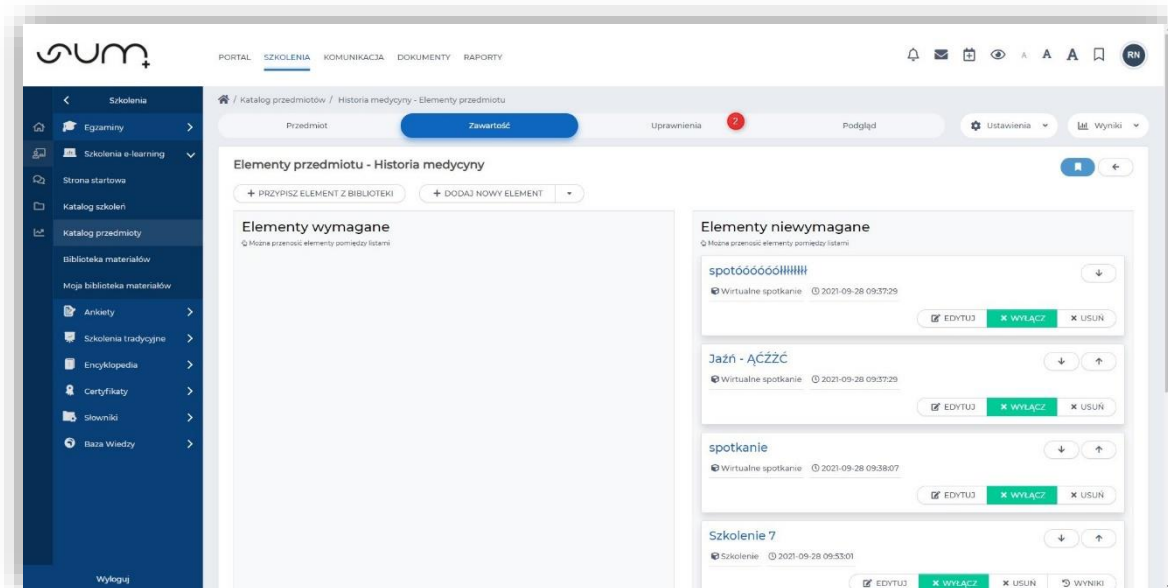 sum+
PORTAL SZKOLENIA KOMUNIKACJA DOKUMENTY RAPORTY
A A A
RN
Szkolenia
Egzaminy
Szkolenia e-learning
Strona startowa
Katalog szkoleń
Katalog przedmioty
Biblioteka materiałów
Moja biblioteka materiałów
Ankiety
Szkolenia tradycyjne
Encyklopedia
Certyfikaty
Słowniki
Baza Wiedzy
Wyloguj
/ Katalog przedmiotów / Historia medycyny - Elementy przedmiotu
Przedmiot Zawartość Uprawnienia 2 Podgląd Ustawienia Wyniki
Elementy przedmiotu - Historia medycyny
+ PRZYPISZ ELEMENT Z BIBLIOTEKI + DODAJ NOWY ELEMENT
Elementy wymagane
Można przenosić elementy pomiędzy listami
Elementy niewymagane
Można przenosić elementy pomiędzy listami
Wirtualne spotkanie 2021-09-28 09:37:29
EDYTUJ × WYŁĄCZ × USUŃ
Jaźń - ĄĆŹŻĆ
Wirtualne spotkanie 2021-09-28 09:37:29
EDYTUJ × WYŁĄCZ × USUŃ
spotkanie
Wirtualne spotkanie 2021-09-28 09:38:07
EDYTUJ × WYŁĄCZ × USUŃ
Szkolenie 7
Szkolenie 2021-09-28 09:53:01
EDYTUJ × WYŁĄCZ × USUŃ WYNIKI